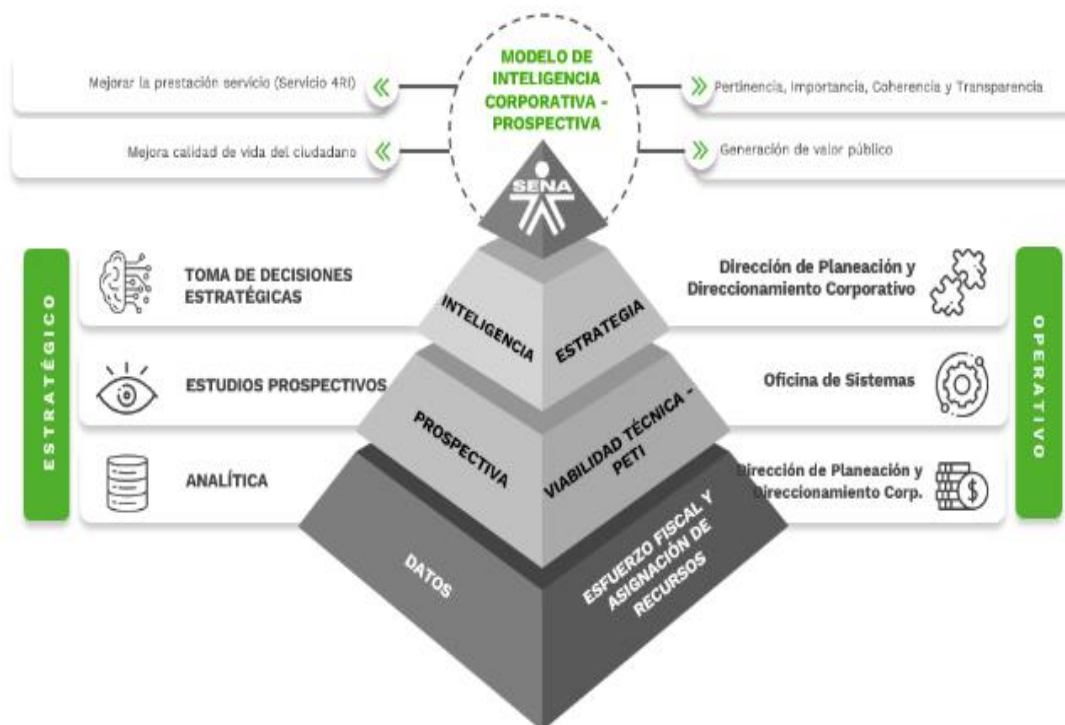 MODELO DE
INTELIGENCIA
CORPORATIVA -
PROSPECTIVA
Mejorar la prestación servicio (Servicio 4RI)
Pertinencia, Importancia, Coherencia y Transparencia
Mejora calidad de vida del ciudadano
Generación de valor público
SENA
ESTRATÉGICO
TOMA DE DECISIONES
ESTRATÉGICAS
ESTUDIOS PROSPECTIVOS
ANALÍTICA
INTELIGENCIA
ESTRATEGIA
PROSPECTIVA
VIABILIDAD TÉCNICA -
PETI
DATOS
ESFUERZO FISCAL Y
ASIGNACIÓN DE
RECURSOS
Dirección de Planeación y
Direccionamiento Corporativo
Oficina de Sistemas
Dirección de Planeación y
Direccionamiento Corp.
OPERATIVO